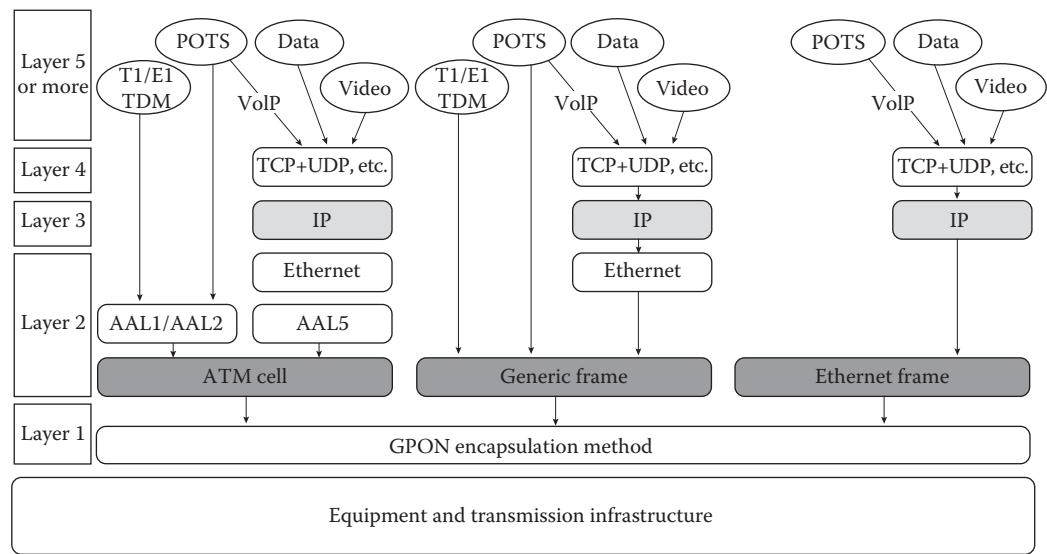 Layer 5
or more
POTS
Data
T1/E1
TDM
VolP
Video
POTS
Data
T1/E1
TDM
VolP
Video
POTS
Data
VolP
Video
Layer 4
TCP+UDP, etc.
TCP+UDP, etc.
TCP+UDP, etc.
Layer 3
IP
IP
IP
Layer 2
Ethernet
Ethernet
AAL1/AAL2
AAL5
ATM cell
Generic frame
Ethernet frame
Layer 1
GPON encapsulation method
Equipment and transmission infrastructure